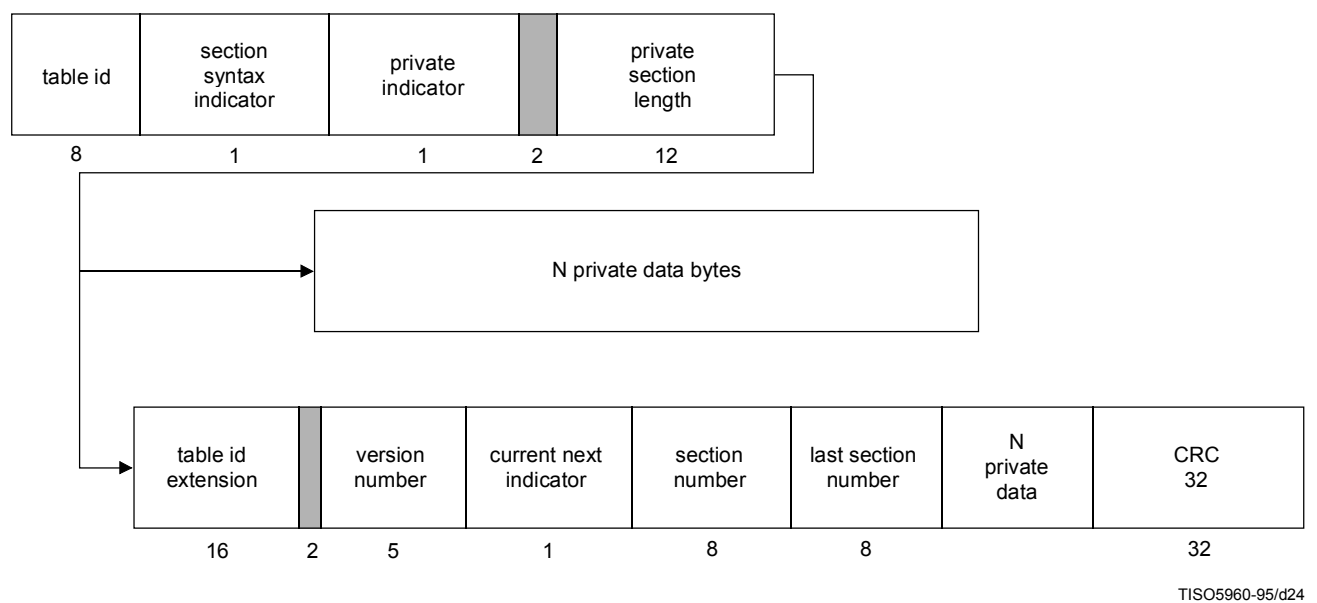 table id
section
syntax
indicator
private
indicator
private
section
length
8
1
1
2
12
N private data bytes
table id
extension
version
number
current next
indicator
section
number
last section
number
N
private
data
CRC
32
16
2
5
1
8
8
32
TISO5960-95/d24